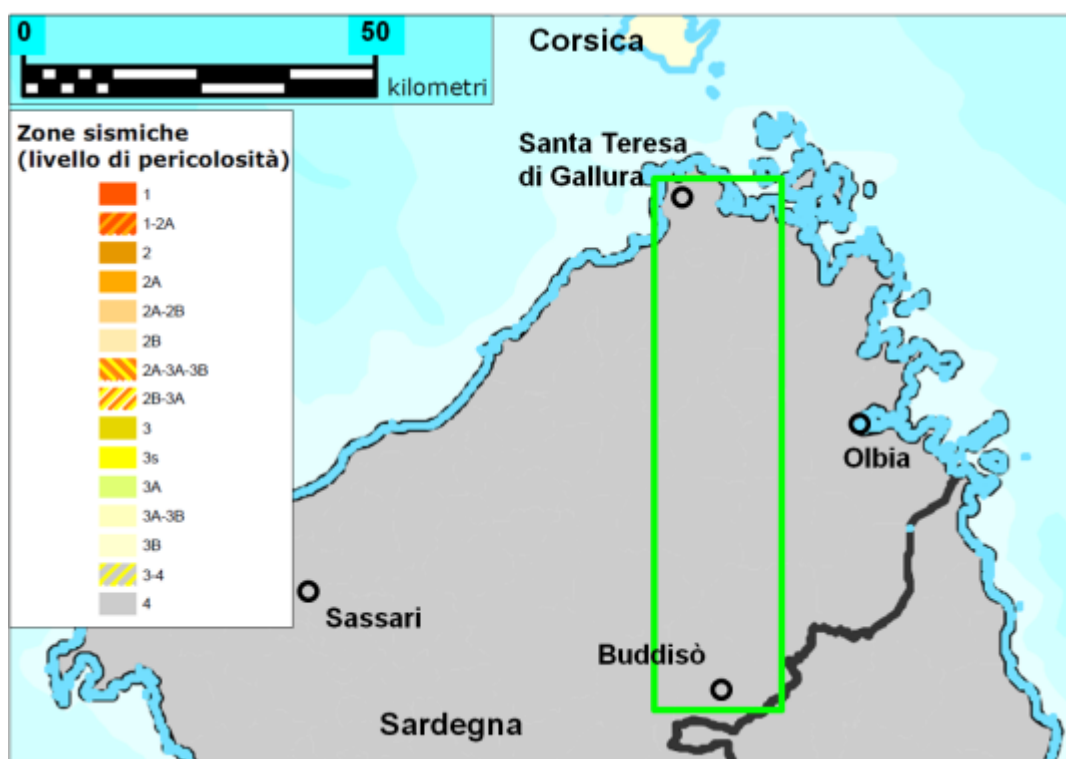 0
50
kilometri
Corsica
Zone sismiche
(livello di pericolosità)
1
1-2A
2
2A
2A-2B
2B
2A-3A-3B
2B-3A
3
3s
3A
3A-3B
3B
3-4
4
Santa Teresa
di Gallura
Olbia
Sassari
Buddisò
Sardegna